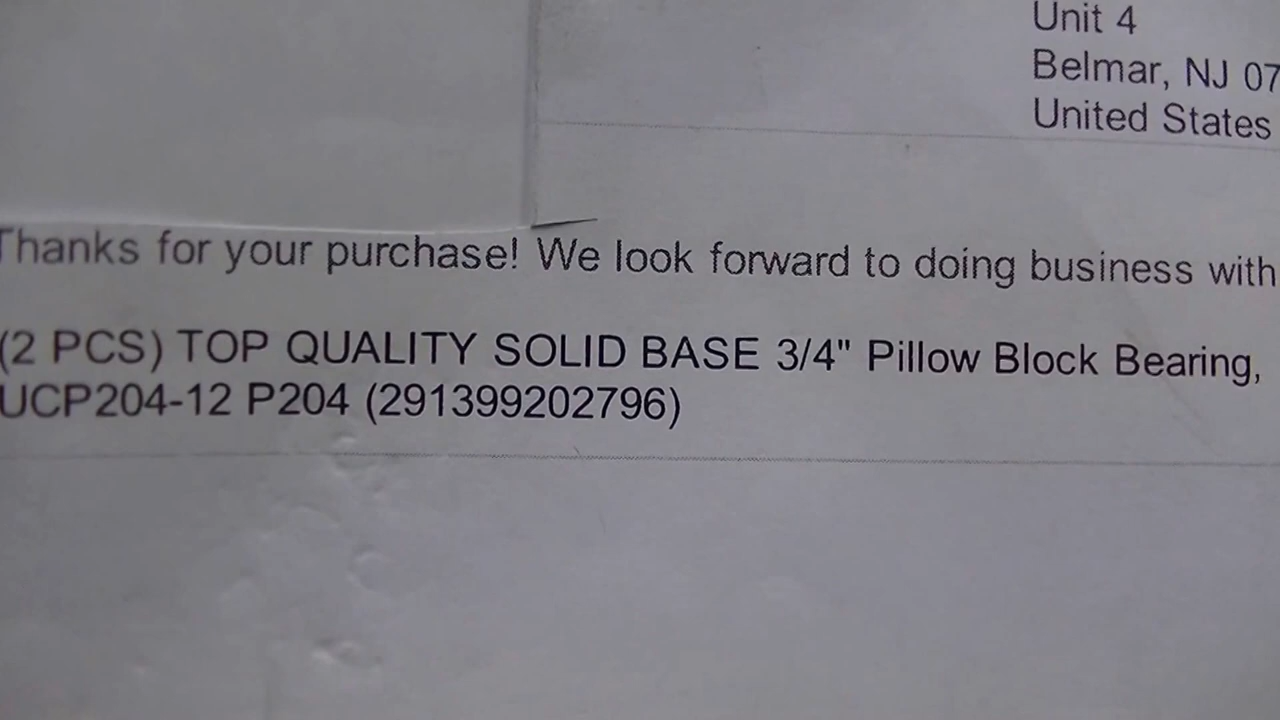 Unit 4
Belmar, NJ 07
United States
Thanks for your purchase! We look forward to doing business with
(2 PCS) TOP QUALITY SOLID BASE 3/4" Pillow Block Bearing,
UCP204-12 P204 (291399202796)